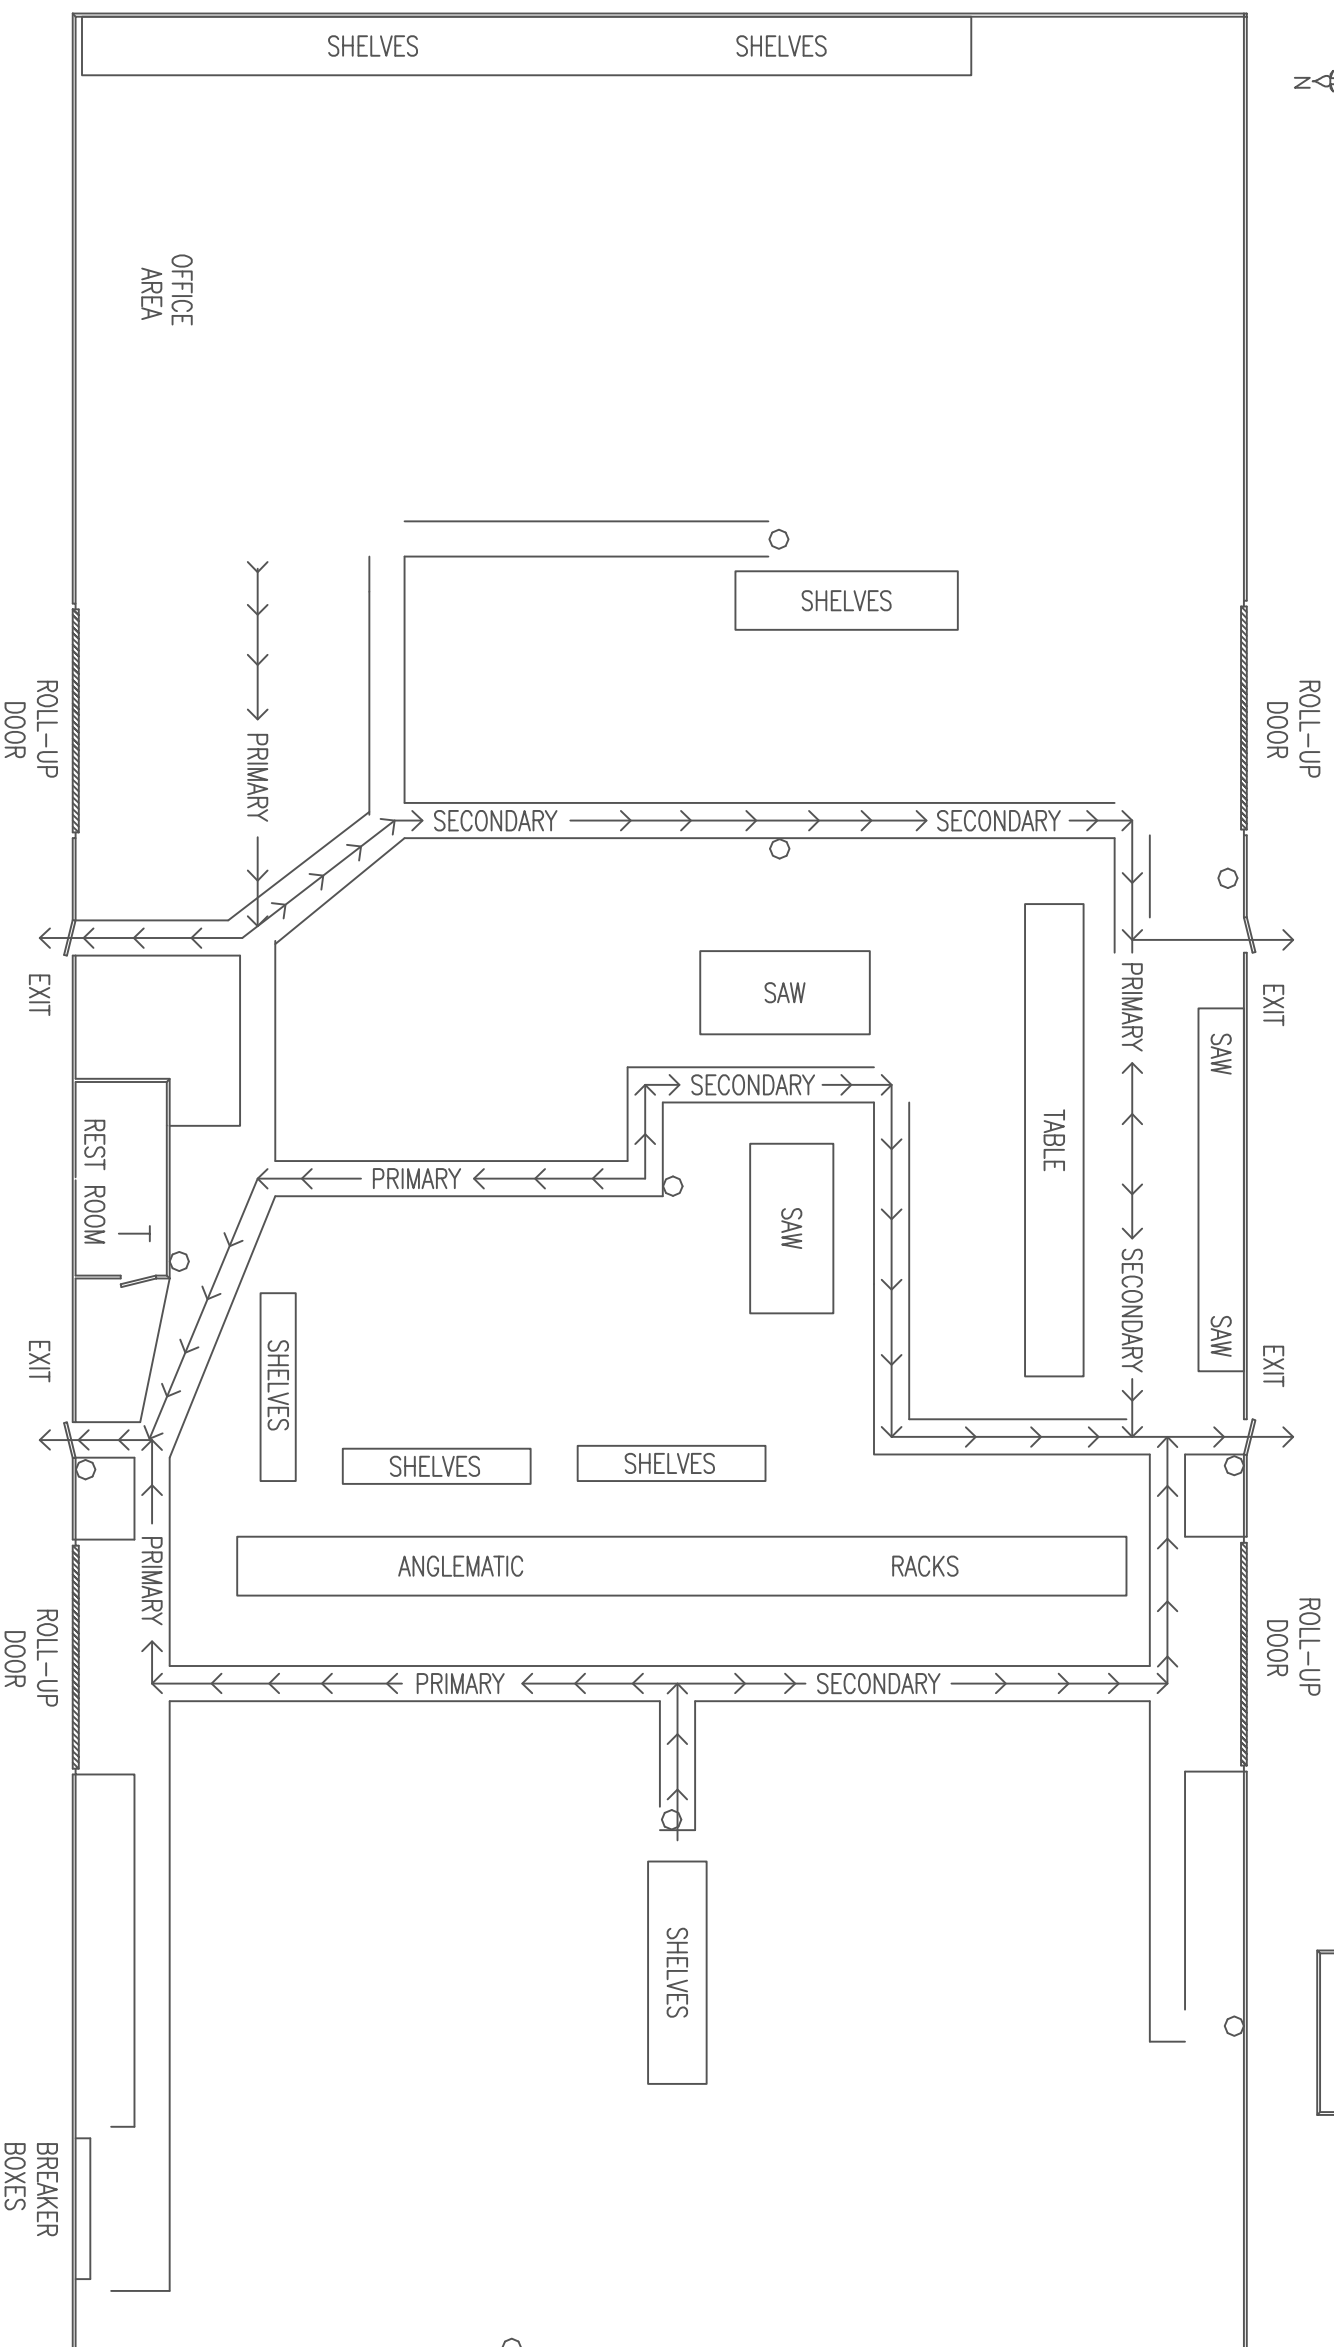 SHELVES
SHELVES
N
OFFICE
AREA
SHELVES
ROLL-UP
DOOR
ROLL-UP
DOOR
PRIMARY
SECONDARY
SECONDARY
EXIT
SAW
PRIMARY
EXIT
SAW
SECONDARY
TABLE
REST ROOM
PRIMARY
SAW
SECONDARY
SAW
EXIT
EXIT
SHELVES
SHELVES
SHELVES
ANGLEMATIC
RACKS
PRIMARY
ROLL-UP
DOOR
ROLL-UP
DOOR
PRIMARY
SECONDARY
SHELVES
BREAKER
BOXES